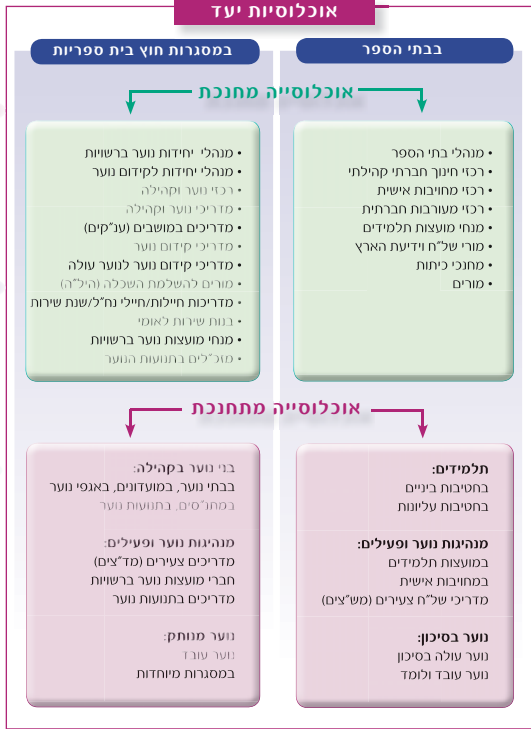 אוכלוסיות יעד
בבתי הספר
במסגרות חוץ בית ספריות
אוכלוסייה מחנכת
• מנהלי בתי הספר
• רכזי חינוך חברתי קהילתי
• רכזי מחויבות אישית
• רכזי מעורבות חברתית
• מנחי מועצות תלמידים
• מורי של"ח וידיעת הארץ
• מחנכי כיתות
• מורים
• מנהלי יחידות נוער ברשויות
• מנהלי יחידות לקידום נוער
• רכזי נוער וקהילה
• מדריכי נוער וקהילה
• מדריכים במושבים (ענ"קים)
• מדריכי קידום נוער
• מדריכי קידום נוער לנוער עולה
• מורים להשלמת השכלה (היל"ה)
• מדריכות חיילות/חיילי נח"ל/שנת שירות
• בנות שירות לאומי
• מנחי מועצות נוער ברשויות
• מזכ"לים בתנועות הנוער
אוכלוסייה מתחנכת
תלמידים:
בחטיבות ביניים
בחטיבות עליונות
מנהיגות נוער ופעילים:
במועצות תלמידים
במחויבות אישית
מדריכי של"ח צעירים (מש"צים)
נוער בסיכון:
נוער עולה בסיכון
נוער עובד ולומד
בני נוער בקהילה:
בבתי נוער, במועדונים, באגפי נוער
במתנ"סים, בתנועות נוער
מנהיגות נוער ופעילים:
מדריכים צעירים (מד"צים)
חברי מועצות נוער ברשויות
מדריכים בתנועות נוער
נוער מנותק:
נוער עובד
במסגרות מיוחדות